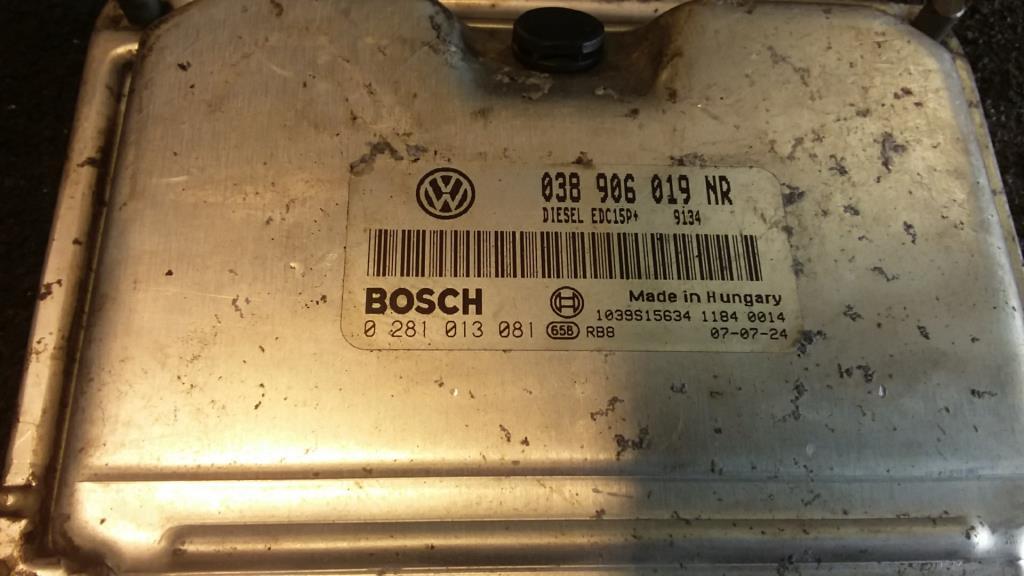 038 906 019 NR
DIESEL EDC15P+ 9134
BOSCH Made in Hungary
1039S15634 1184 0014
0 281 013 081 65B RB8 07-07-24